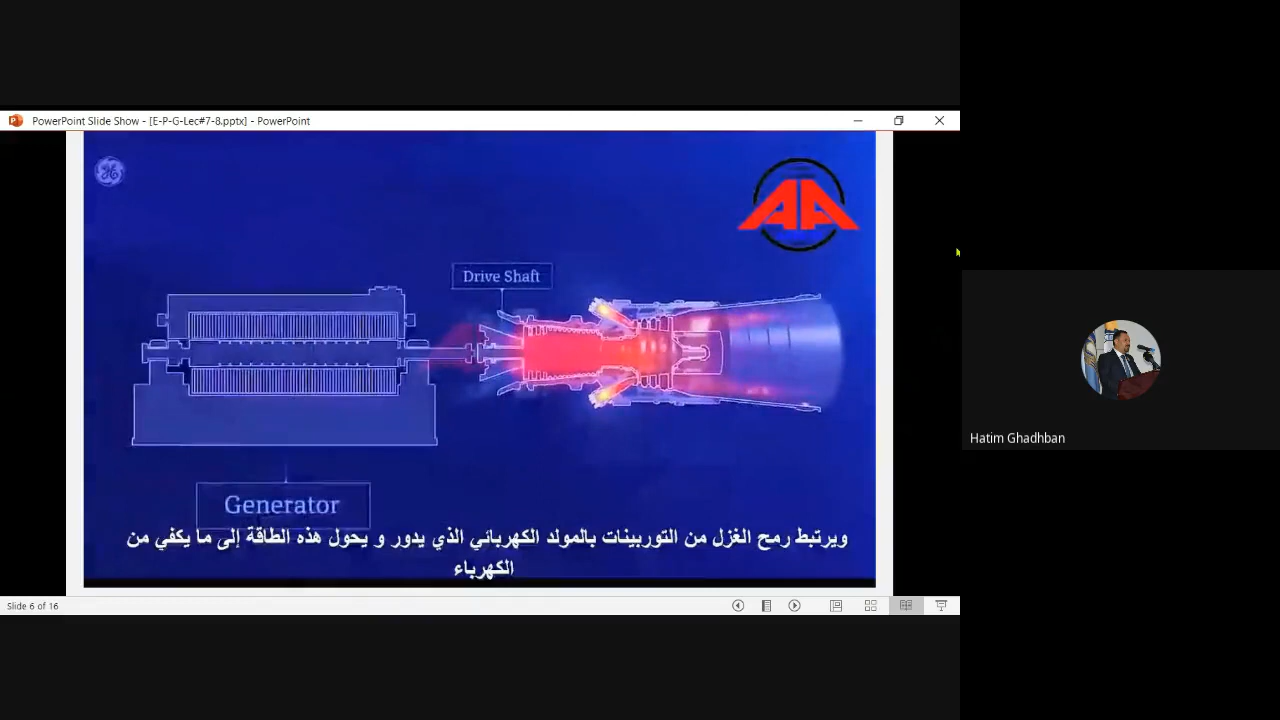 PowerPoint Slide Show - [E-P-G-Lec#7-8.pptx] - PowerPoint
AA
Drive Shaft
Generator
ويرتبط رمح الغزل من التوربينات بالمولد الكهربائي الذي يدور و يحول هذه الطاقة إلى ما يكفي من
الكهرباء
Hatim Ghadhban
Slide 6 of 16